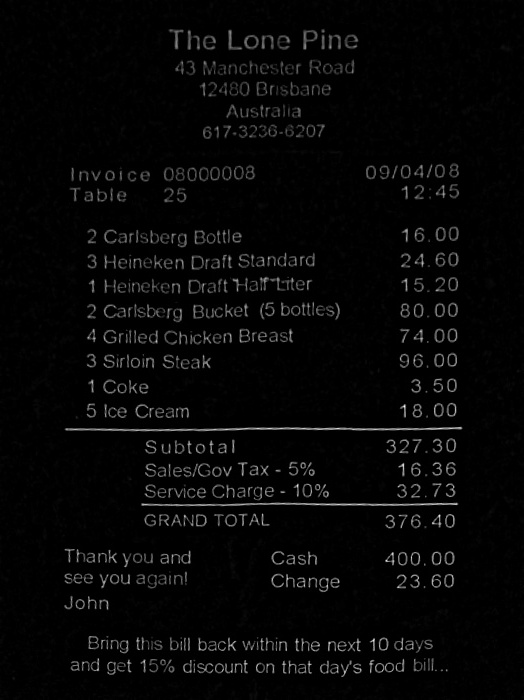 The Lone Pine
43 Manchester Road
12480 Brisbane
Australia
617-3236-6207
Invoice 08000008 09/04/08
Table 25 12:45
2 Carlsberg Bottle 16.00
3 Heineken Draft Standard 24.60
1 Heineken Draft Half Liter 15.20
2 Carlsberg Bucket (5 bottles) 80.00
4 Grilled Chicken Breast 74.00
3 Sirloin Steak 96.00
1 Coke 3.50
5 Ice Cream 18.00
Subtotal 327.30
Sales/Gov Tax - 5% 16.36
Service Charge - 10% 32.73
GRAND TOTAL 376.40
Thank you and Cash 400.00
see you again! Change 23.60
John
Bring this bill back within the next 10 days
and get 15% discount on that day's food bill...